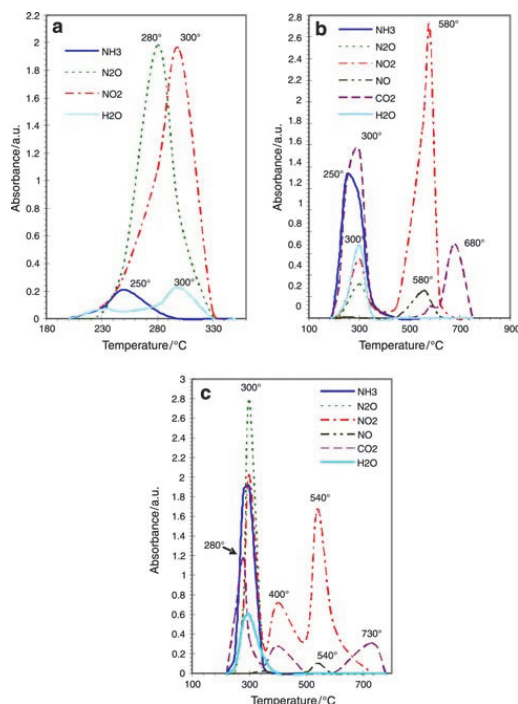 a
Absorbance/a.u.
2.2
2
1.8
1.6
1.4
1.2
1
0.8
0.6
0.4
0.2
0
NH3
N2O
NO2
H2O
280°
300°
250°
300°
180
230
280
330
Temperature/°C
b
Absorbance/a.u.
0.8
2.6
2.4
2.2
2.0
1.8
1.6
1.4
1.2
1.0
0.8
0.6
0.4
0.2
0
NH3
N2O
NO2
NO
CO2
H2O
580°
300°
250°
300°
580°
680°
100
300
500
700
900
Temperature/°C
c
Absorbance/a.u.
3
2.8
2.6
2.4
2.2
2
1.8
1.6
1.4
1.2
1
0.8
0.6
0.4
0.2
0
NH3
N2O
NO2
NO
CO2
H2O
300°
280°
400°
540°
540°
730°
100
300
500
700
Temperature/°C